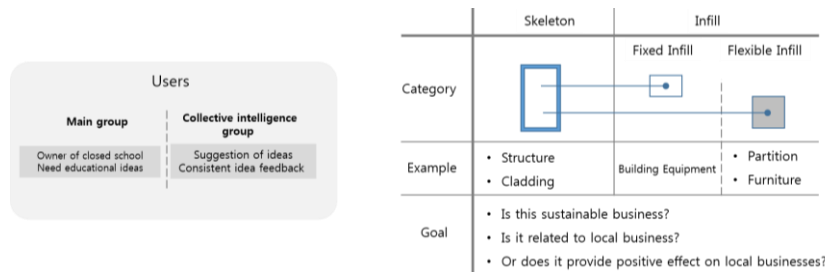 Users
Main group
Collective intelligence
group
Owner of closed school
Need educational ideas
Suggestion of ideas
Consistent idea feedback
Skeleton
Infill
Category
Fixed Infill
Flexible Infill
Example
• Structure
• Cladding
Building Equipment
• Partition
• Furniture
Goal
• Is this sustainable business?
• Is it related to local business?
• Or does it provide positive effect on local businesses?